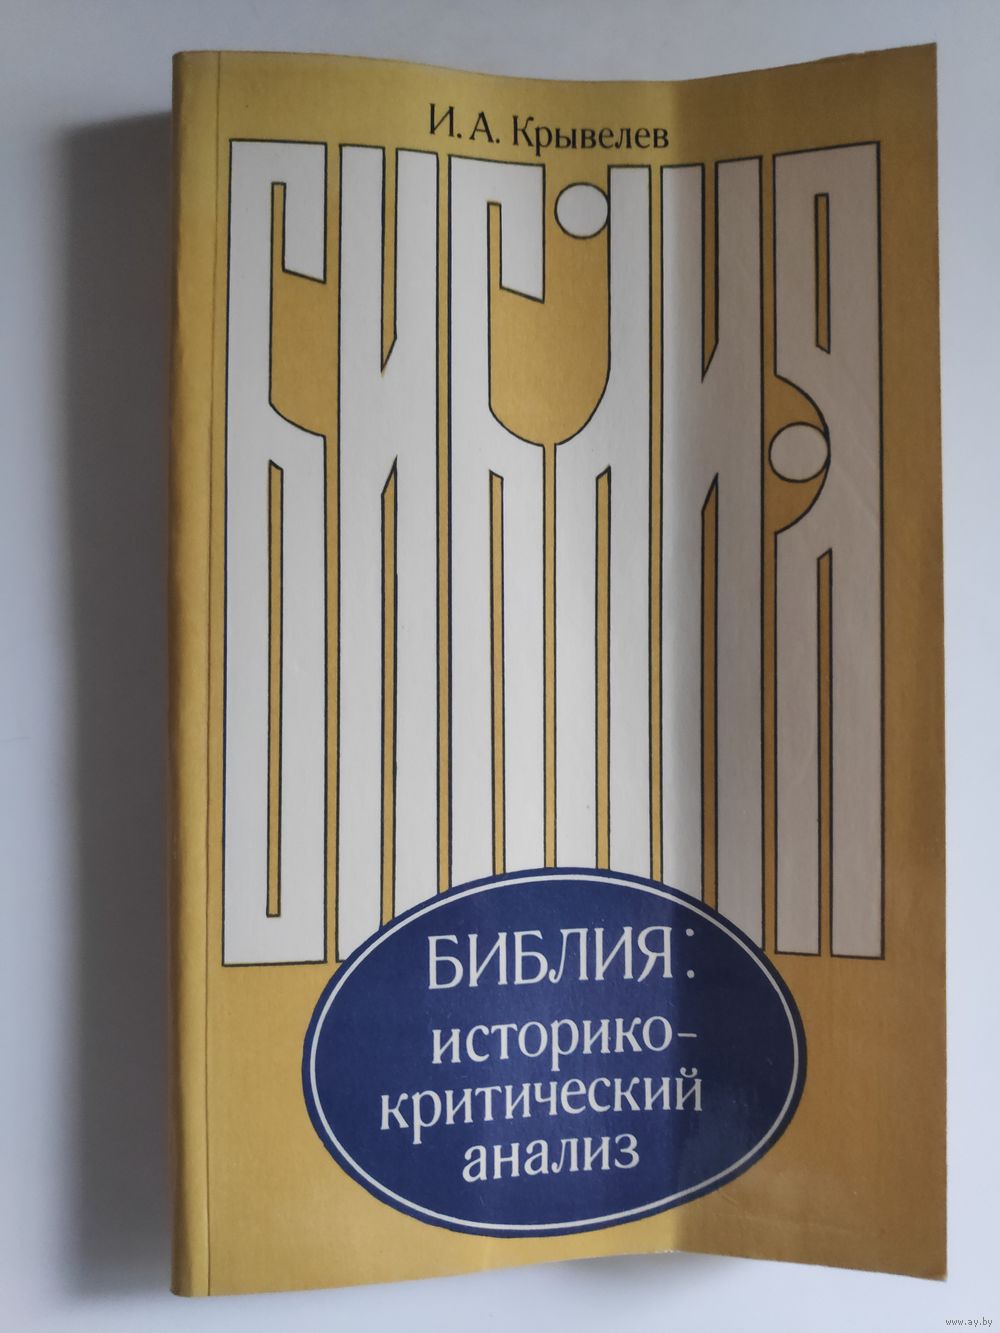 И. А. Крывелев
БИБЛИЯ
БИБЛИЯ:
историко-
критический
анализ
www.ay.by